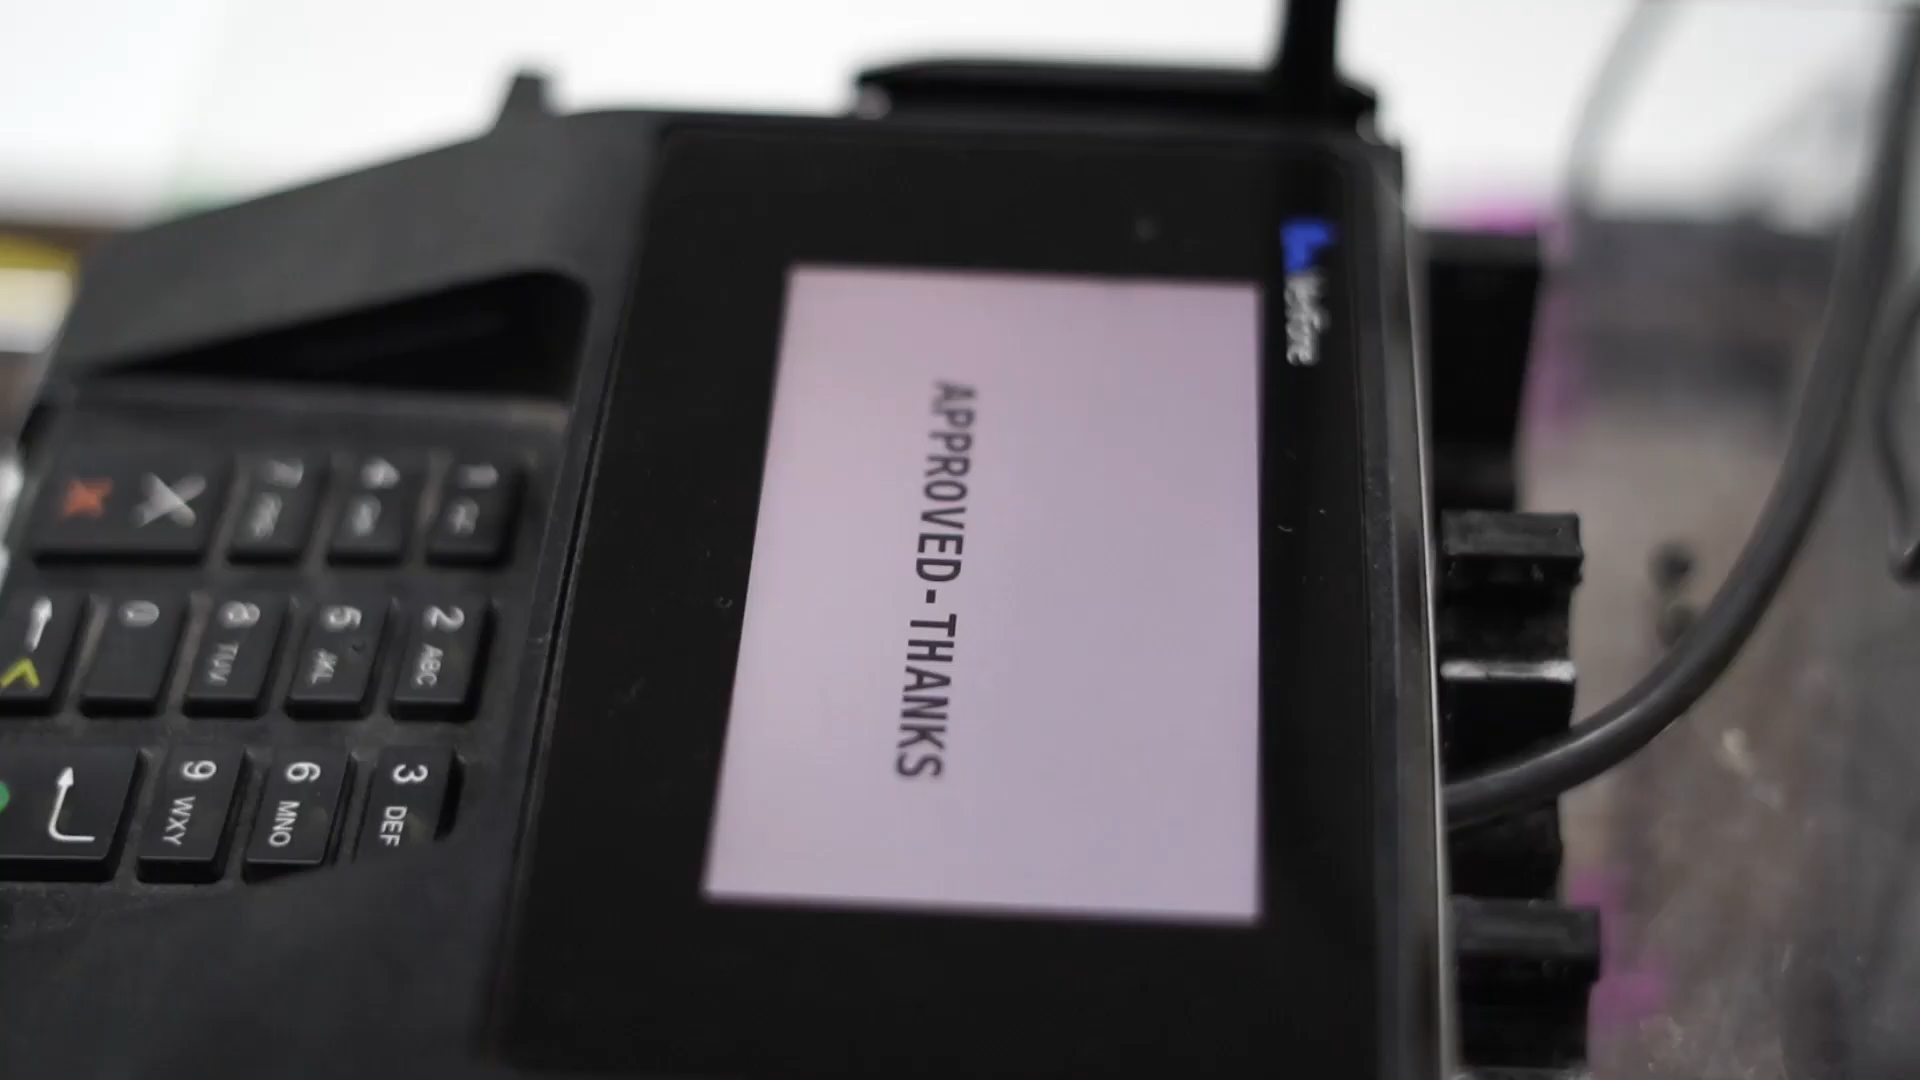 Verifone
APPROVED - THANKS
1
2 ABC
3 DEF
4
5 JKL
6 MNO
7
8 TUV
9 WXY
0